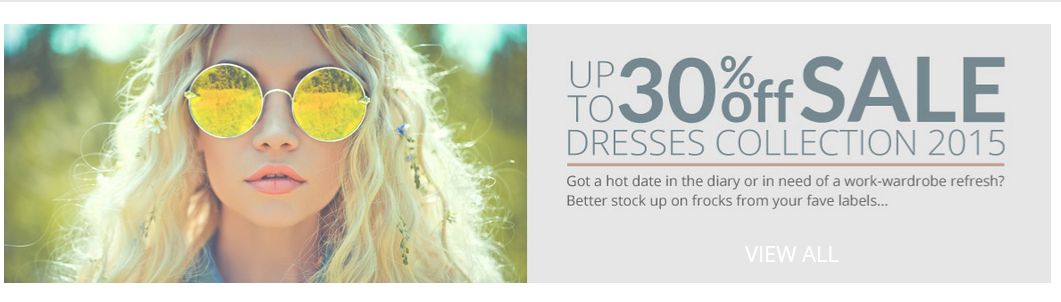 UP TO 30% off SALE
DRESSES COLLECTION 2015
Got a hot date in the diary or in need of a work-wardrobe refresh?
Better stock up on frocks from your fave labels...
VIEW ALL